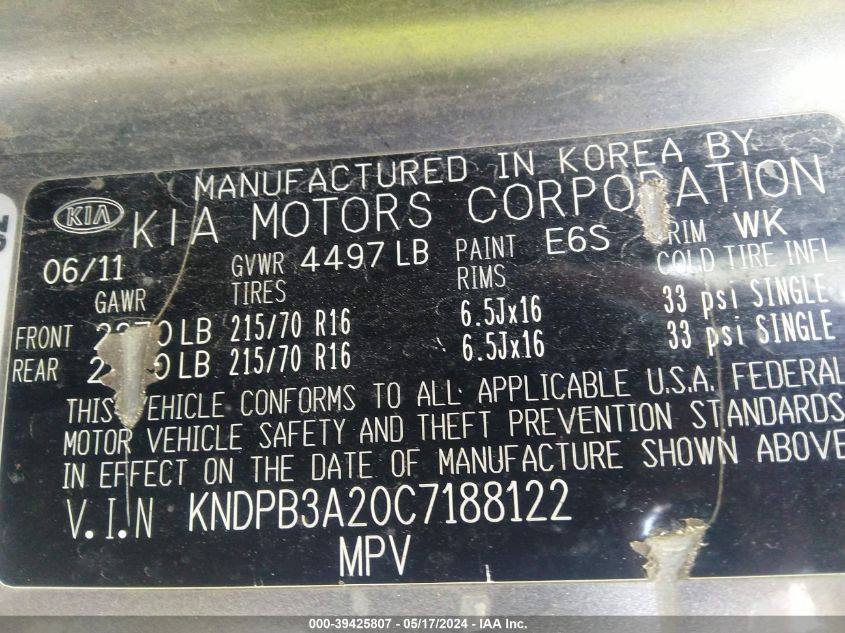 MANUFACTURED IN KOREA BY
KIA KIA MOTORS CORPORATION
06/11 GVWR 4497 LB PAINT E6S TRIM WK
GAWR TIRES RIMS COLD TIRE INFL
FRONT LB 215/70 R16 6.5Jx16 33 psi SINGLE
REAR LB 215/70 R16 6.5Jx16 33 psi SINGLE
THIS VEHICLE CONFORMS TO ALL APPLICABLE U.S.A. FEDERAL
MOTOR VEHICLE SAFETY AND THEFT PREVENTION STANDARDS
IN EFFECT ON THE DATE OF MANUFACTURE SHOWN ABOVE
V.I.N KNDPB3A20C7188122
MPV
000-39425807 - 05/17/2024 - IAA, Inc.